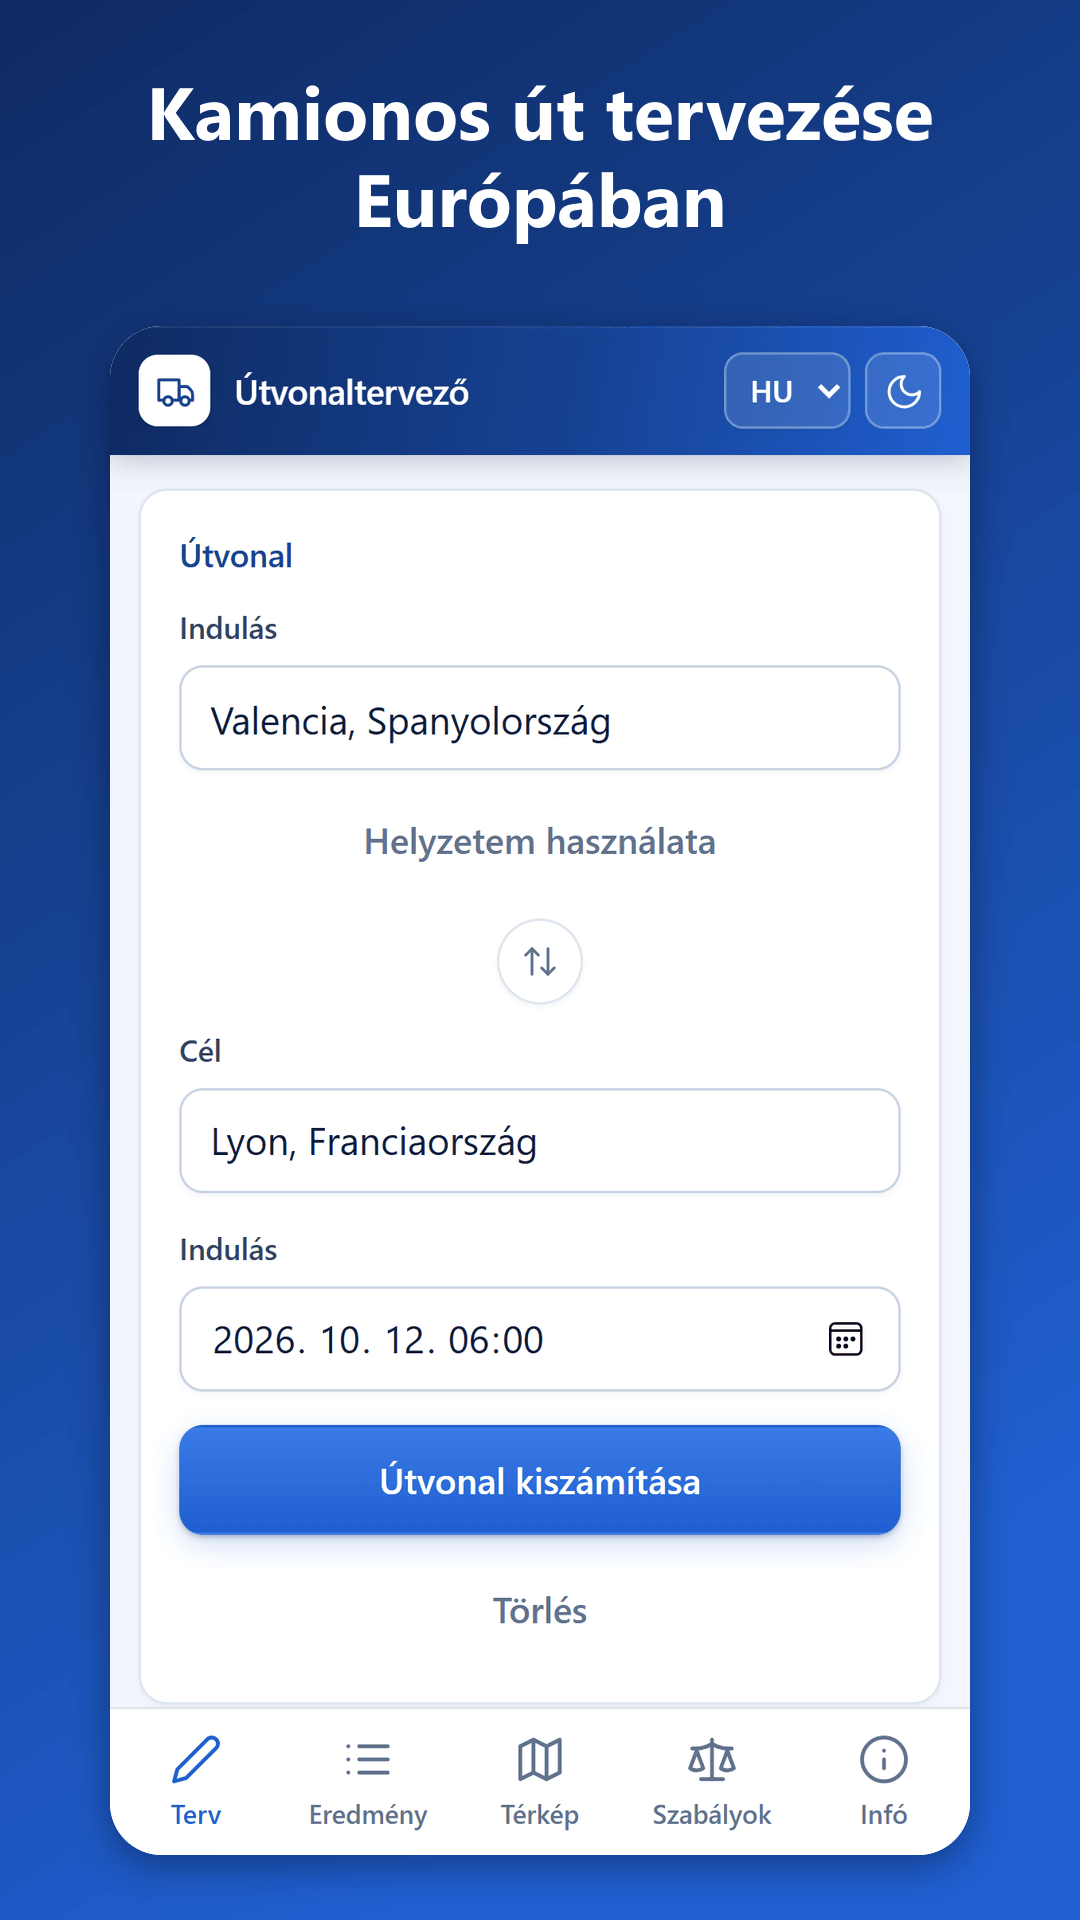 Kamionos út tervezése
Európában
Útvonaltervező
HU
Útvonal
Indulás
Valencia, Spanyolország
Helyzetem használata
Cél
Lyon, Franciaország
Indulás
2026. 10. 12. 06:00
Útvonal kiszámítása
Törlés
Terv
Eredmény
Térkép
Szabályok
Infó